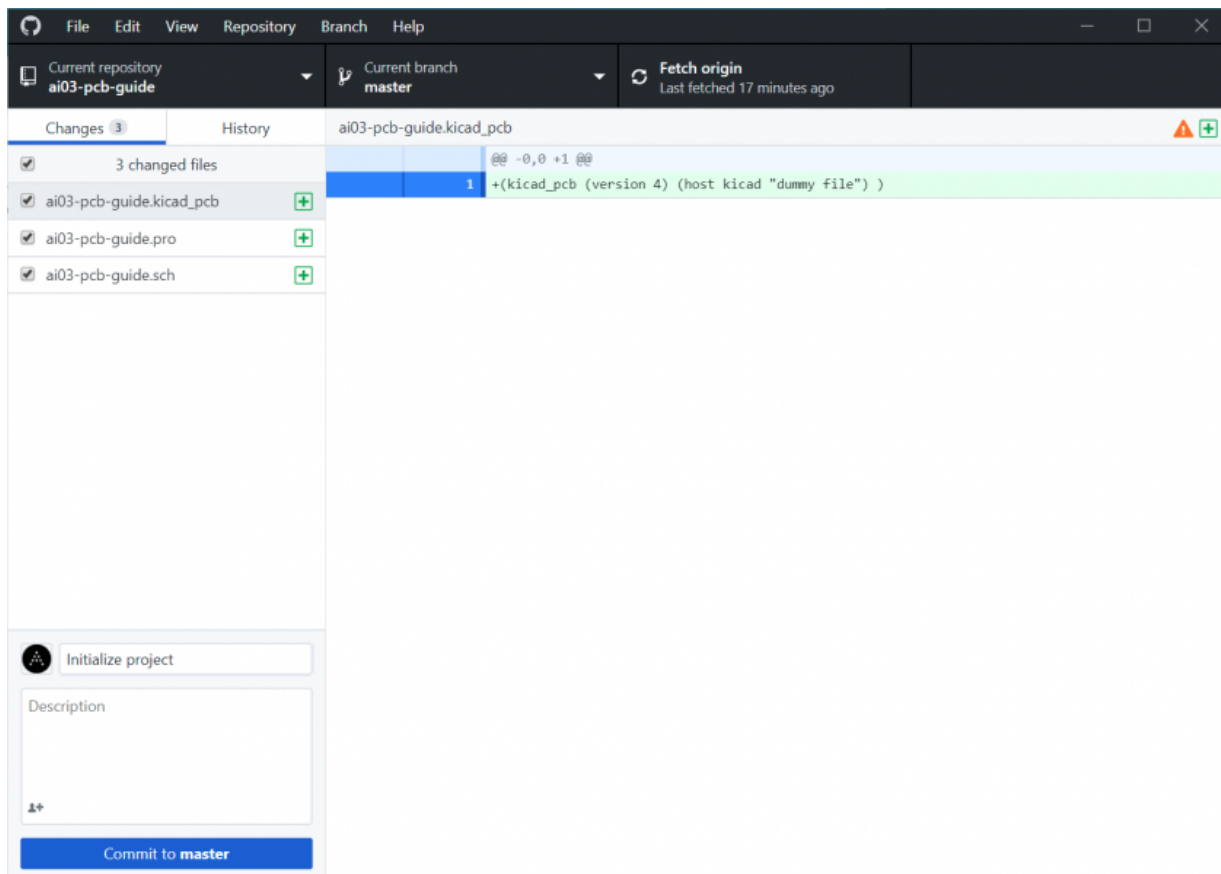 File Edit View Repository Branch Help
Current repository
ai03-pcb-guide
Current branch
master
Fetch origin
Last fetched 17 minutes ago
Changes 3 History
3 changed files
ai03-pcb-guide.kicad_pcb
ai03-pcb-guide.pro
ai03-pcb-guide.sch
Initialize project
Description
Commit to master
ai03-pcb-guide.kicad_pcb
@@ -0,0 +1 @@
1 +(kicad_pcb (version 4) (host kicad "dummy file") )